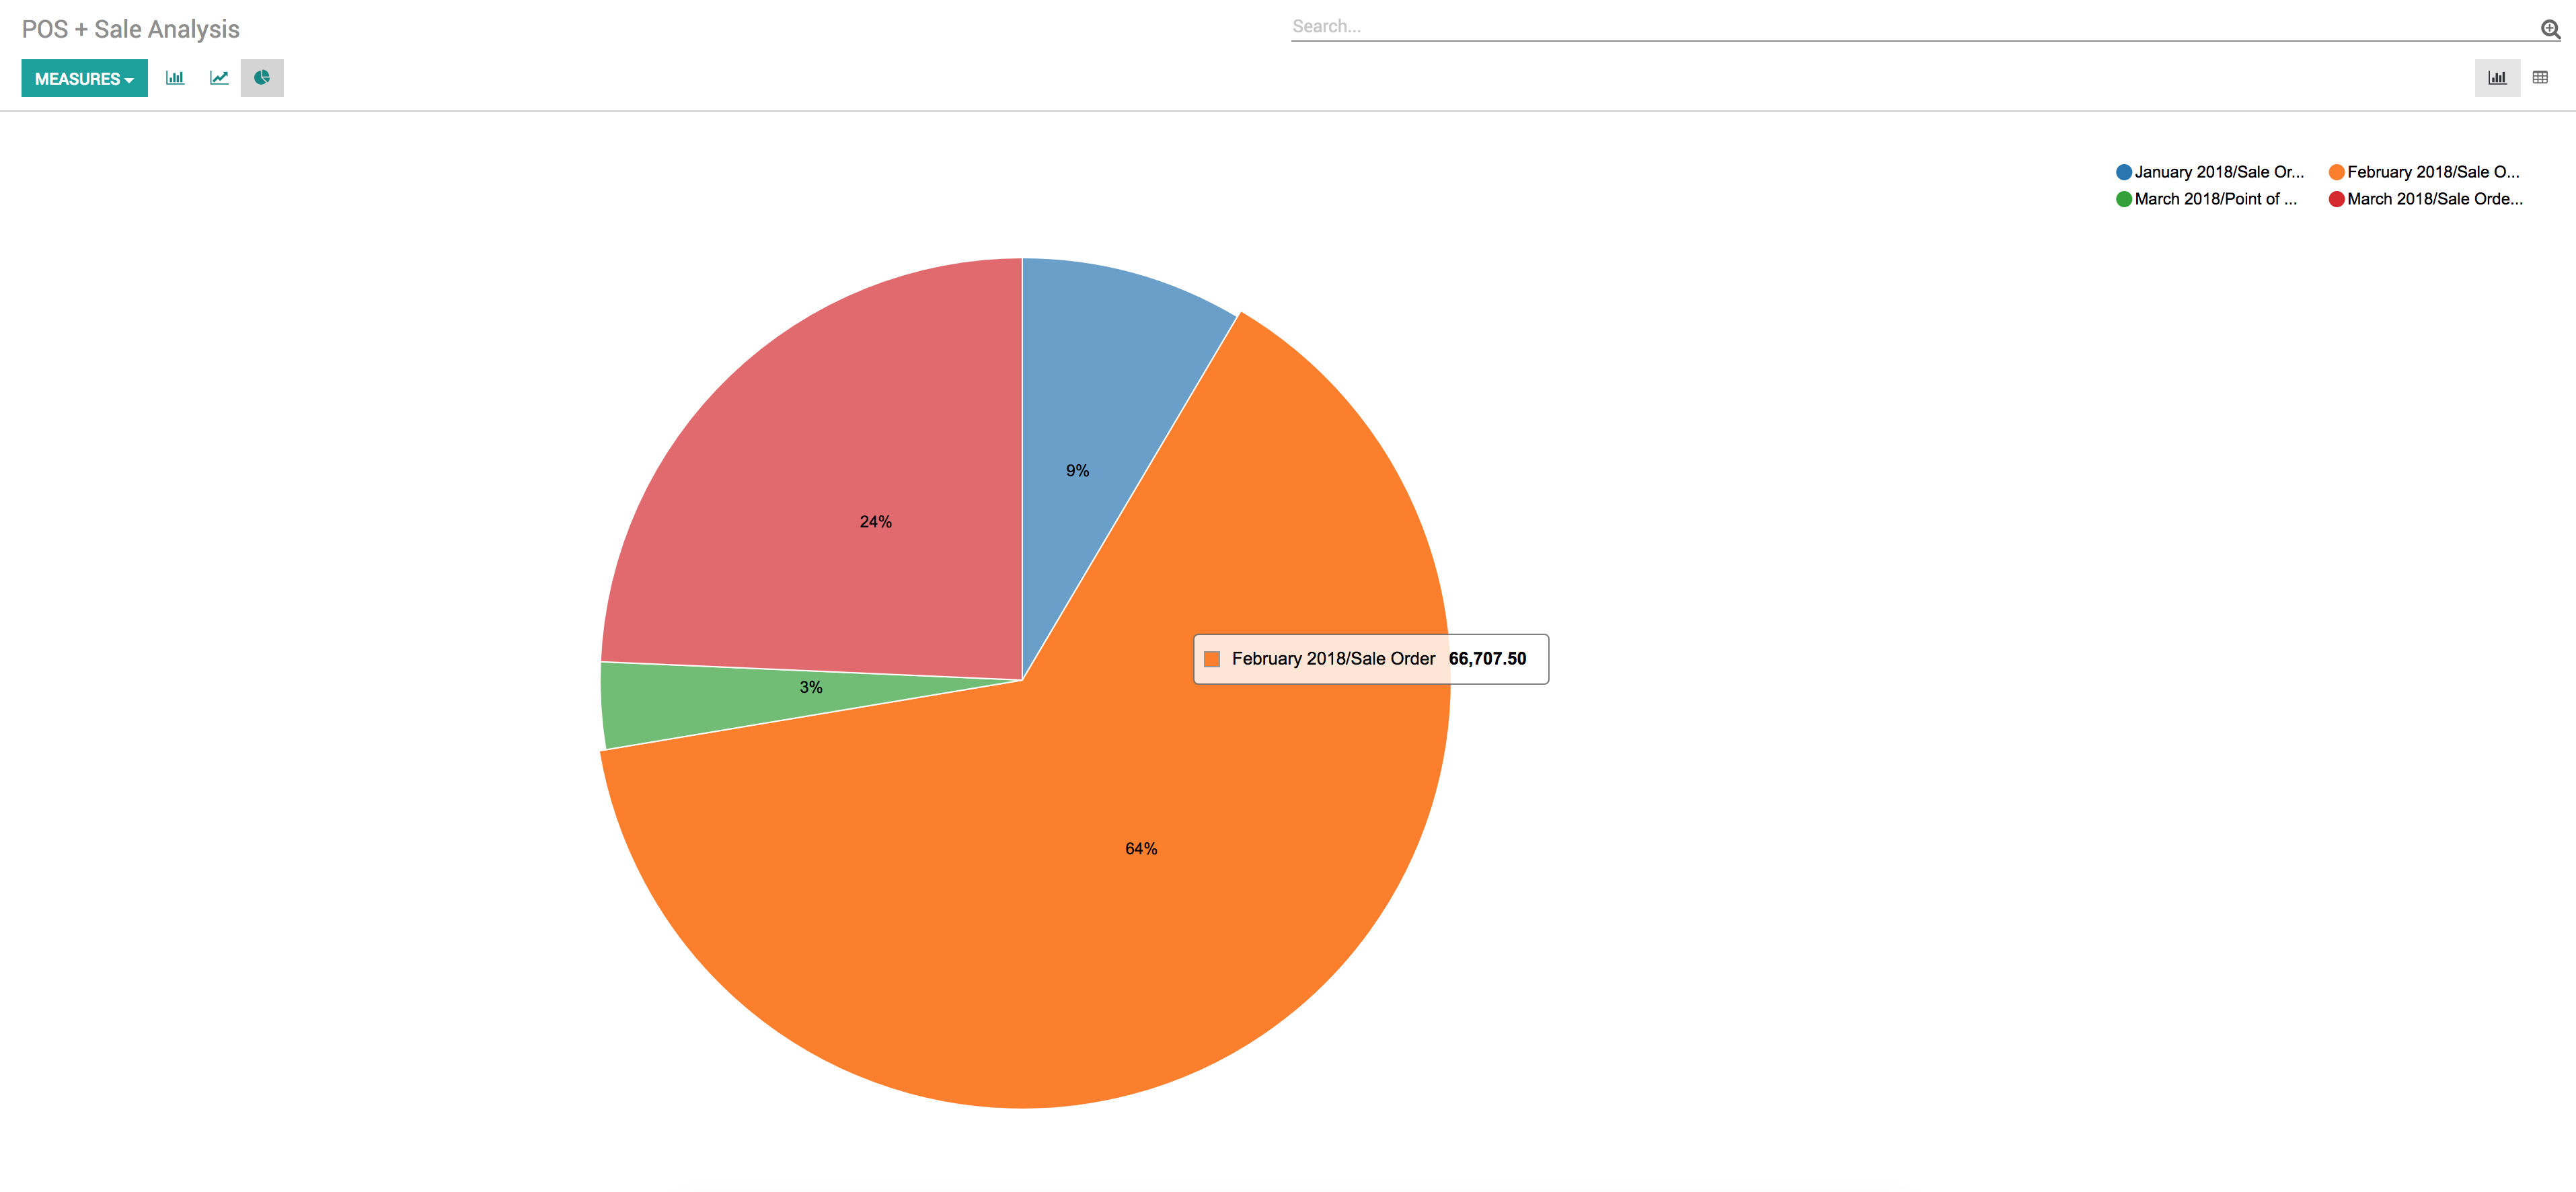 POS + Sale Analysis
Search...
MEASURES
January 2018/Sale Or...
February 2018/Sale O...
March 2018/Point of ...
March 2018/Sale Orde...
9%
24%
February 2018/Sale Order 66,707.50
3%
64%